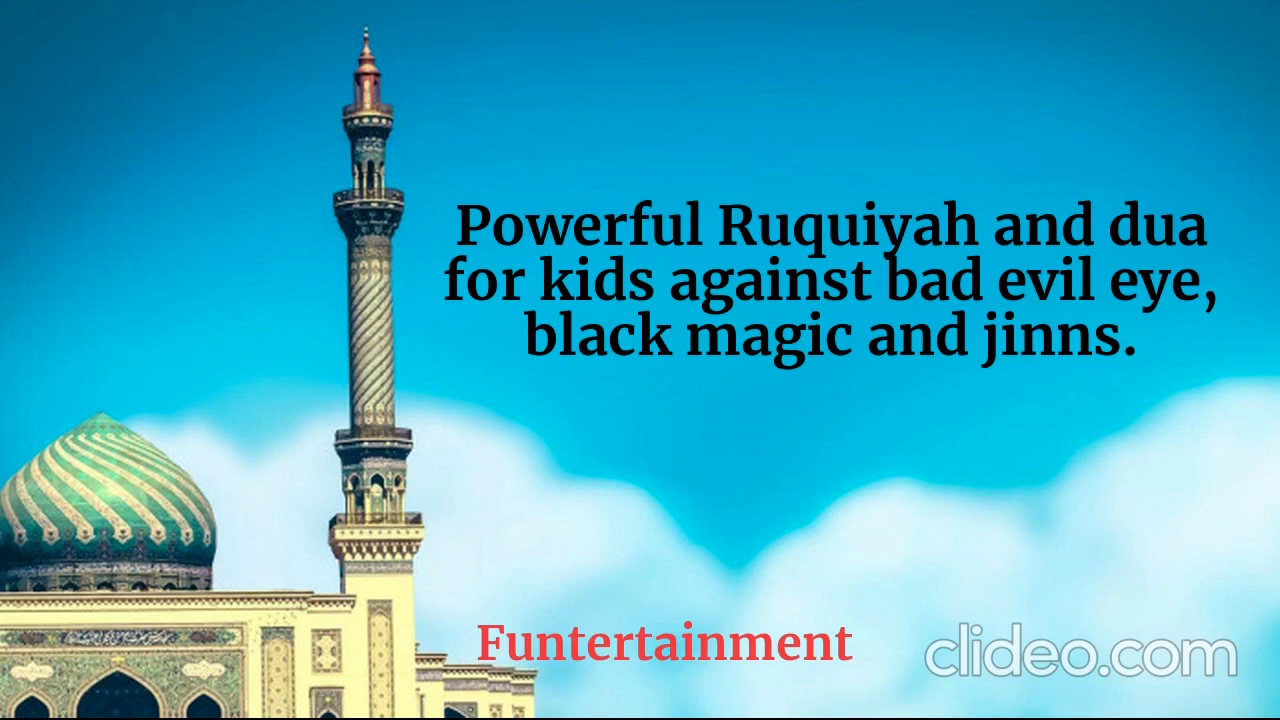 Powerful Ruquiyah and dua
for kids against bad evil eye,
black magic and jinns.
Funtertainment
clideo.com